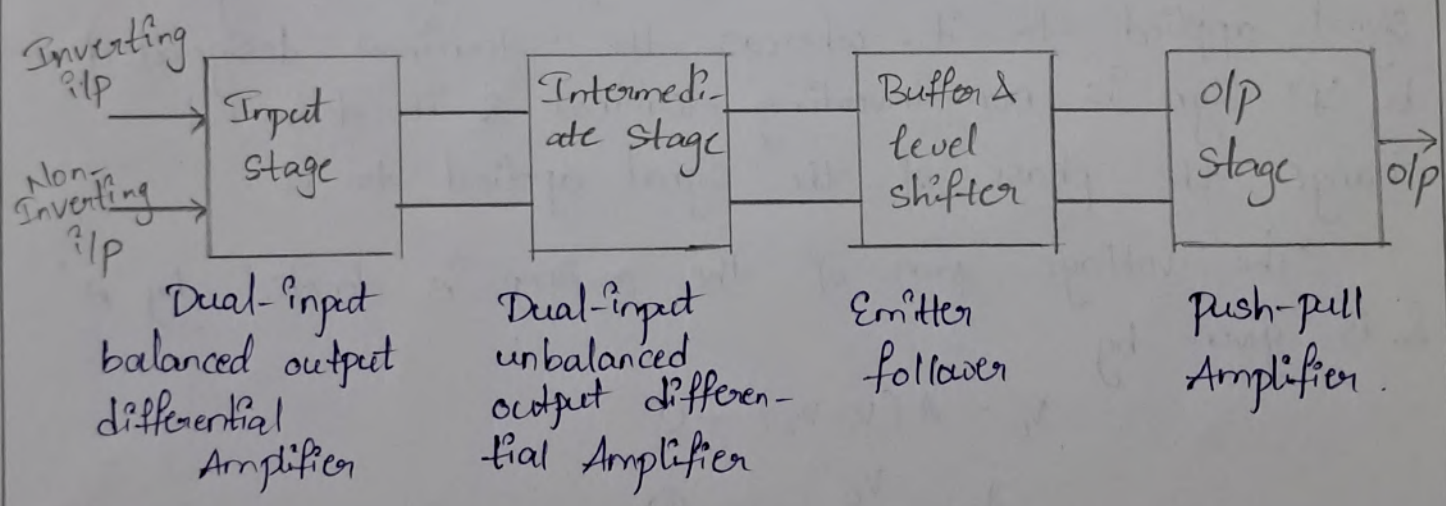 Inverting
i/p
Non-
Inverting
i/p
Input
Stage
Intermedi-
ate Stage
Buffer &
level
shifter
o/p
Stage
o/p
Dual-input
balanced output
differential
Amplifier
Dual-input
unbalanced
output differen-
tial Amplifier
Emitter
follower
push-pull
Amplifier.